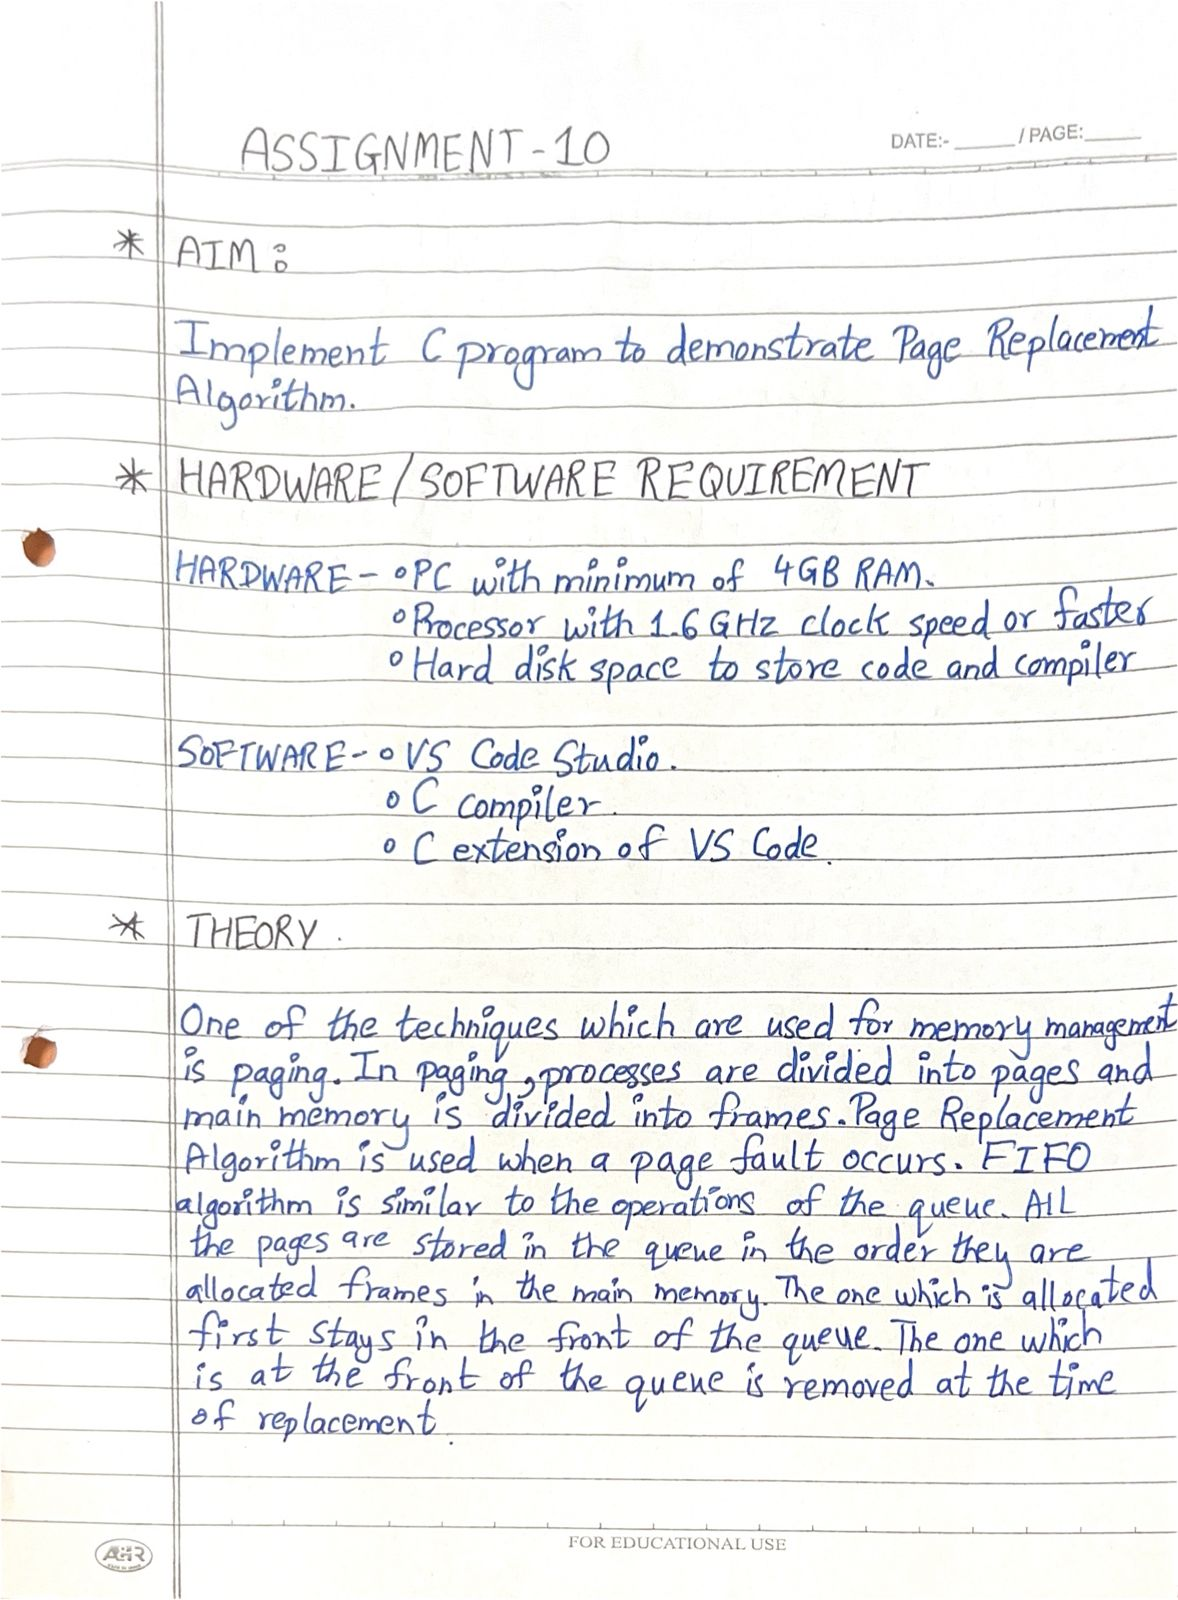 ASSIGNMENT-10
DATE:- _____ / PAGE:_____
* AIM:
Implement C program to demonstrate Page Replacement
Algorithm.
* HARDWARE/SOFTWARE REQUIREMENT
HARDWARE- o PC with minimum of 4GB RAM.
o Processor with 1.6 GHz clock speed or faster
o Hard disk space to store code and compiler
SOFTWARE- o VS Code Studio.
o C compiler.
o C extension of VS Code.
* THEORY.
One of the techniques which are used for memory management
is paging. In paging, processes are divided into pages and
main memory is divided into frames. Page Replacement
Algorithm is used when a page fault occurs. FIFO
algorithm is similar to the operations of the queue. All
the pages are stored in the queue in the order they are
allocated frames in the main memory. The one which is allocated
first stays in the front of the queue. The one which
is at the front of the queue is removed at the time
of replacement.
AHR
FOR EDUCATIONAL USE